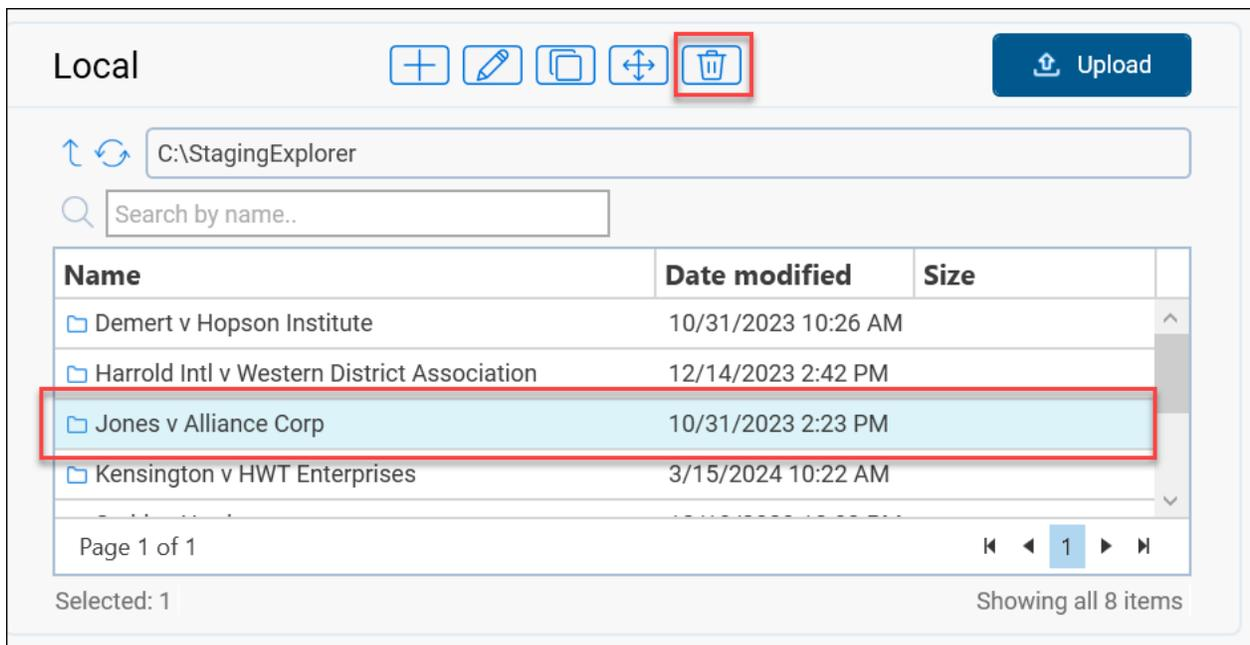 Local
Upload
C:\StagingExplorer
Search by name..
Name Date modified Size
Demert v Hopson Institute 10/31/2023 10:26 AM
Harrold Intl v Western District Association 12/14/2023 2:42 PM
Jones v Alliance Corp 10/31/2023 2:23 PM
Kensington v HWT Enterprises 3/15/2024 10:22 AM
Page 1 of 1 1
Selected: 1 Showing all 8 items